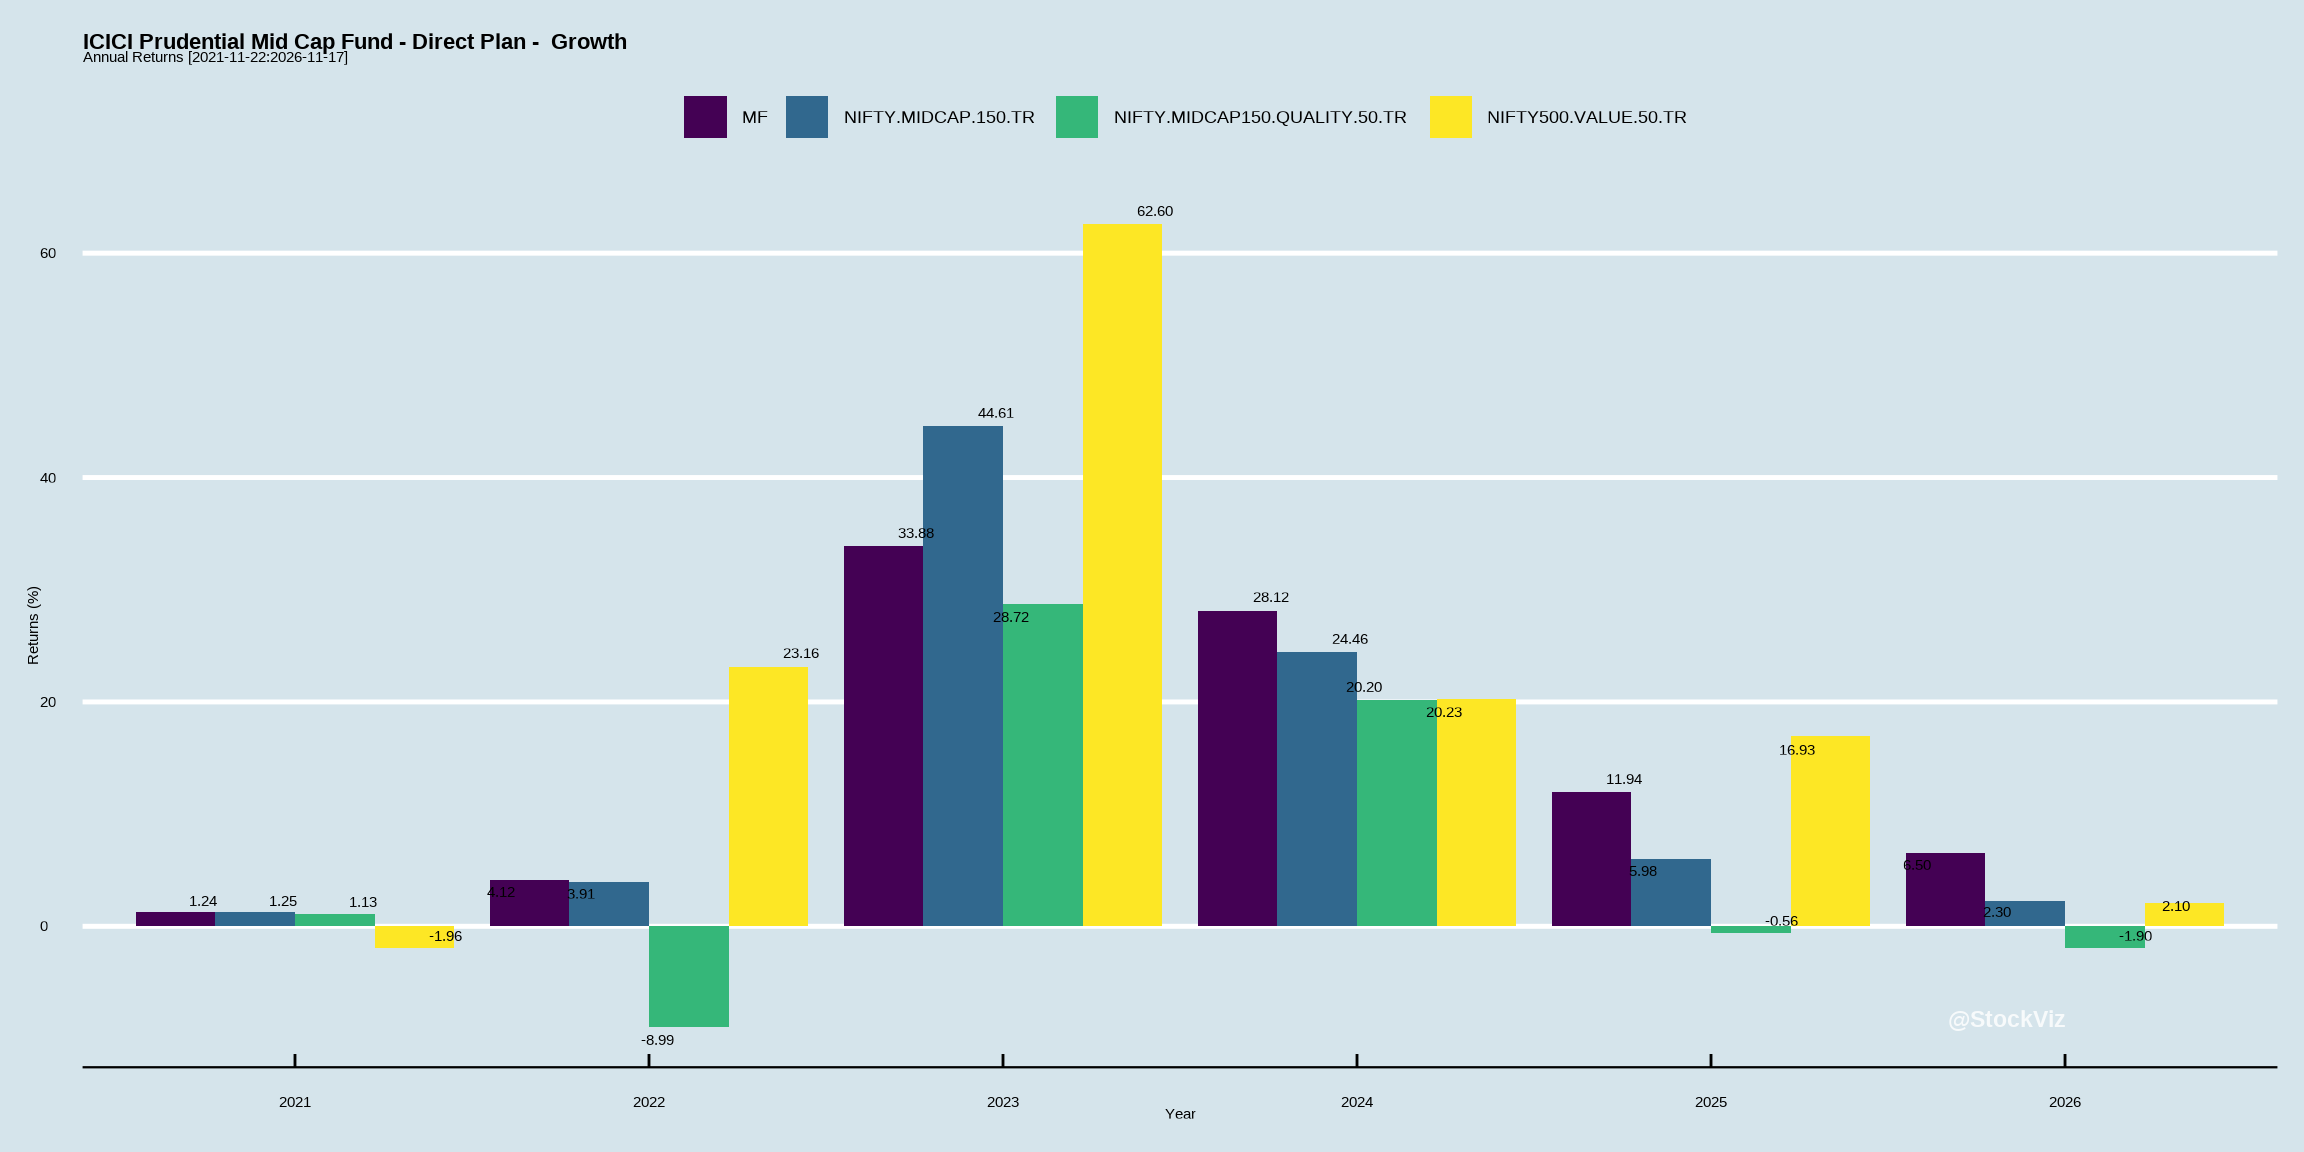 ICICI Prudential Mid Cap Fund - Direct Plan -  Growth
Annual Returns [2021-11-22:2026-11-17]
MF NIFTY.MIDCAP.150.TR NIFTY.MIDCAP150.QUALITY.50.TR NIFTY500.VALUE.50.TR
62.60
60
44.61
40
33.88
28.72
28.12
24.46
23.16
20.20
20
20.23
16.93
11.94
Returns (%)
6.50
5.98
4.12 3.91
1.24 1.25 1.13
2.30 2.10
0
-0.56
-1.96 -1.90
-8.99
@StockViz
2021 2022 2023 2024 2025 2026
Year